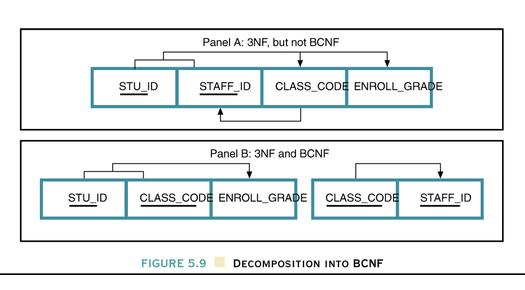 Panel A: 3NF, but not BCNF
STU_ID STAFF_ID CLASS_CODE ENROLL_GRADE
Panel B: 3NF and BCNF
STU_ID CLASS_CODE ENROLL_GRADE CLASS_CODE STAFF_ID
FIGURE 5.9 DECOMPOSITION INTO BCNF